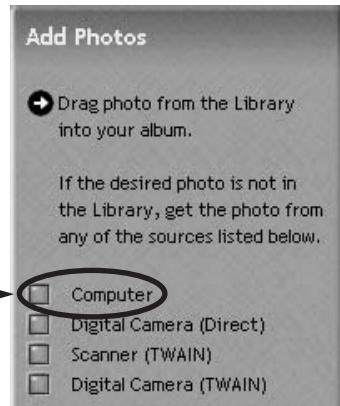 Add Photos
Drag photo from the Library
into your album.
If the desired photo is not in
the Library, get the photo from
any of the sources listed below.
Computer
Digital Camera (Direct)
Scanner (TWAIN)
Digital Camera (TWAIN)